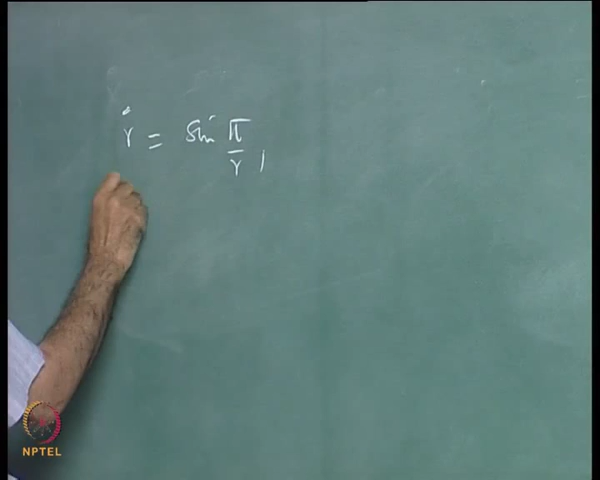 ṙ = sin π/r ,
NPTEL